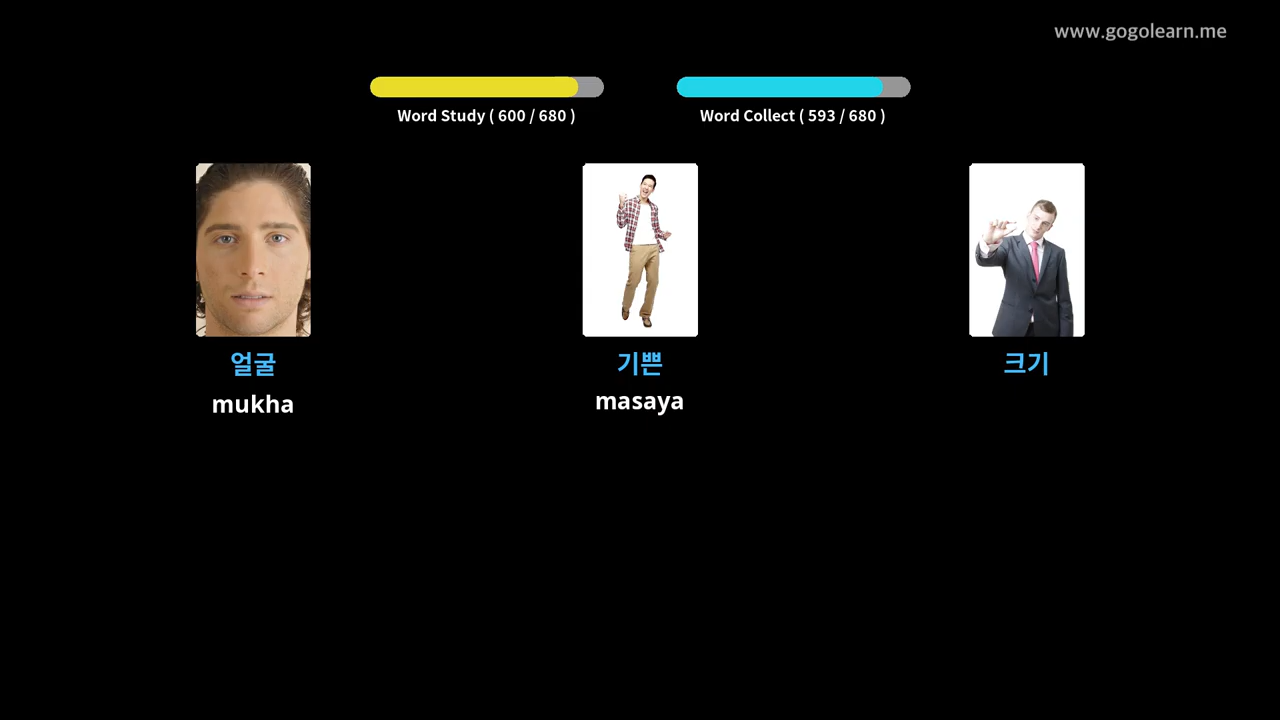 www.gogolearn.me
Word Study ( 600 / 680 )
Word Collect ( 593 / 680 )
얼굴
mukha
기쁜
masaya
크기